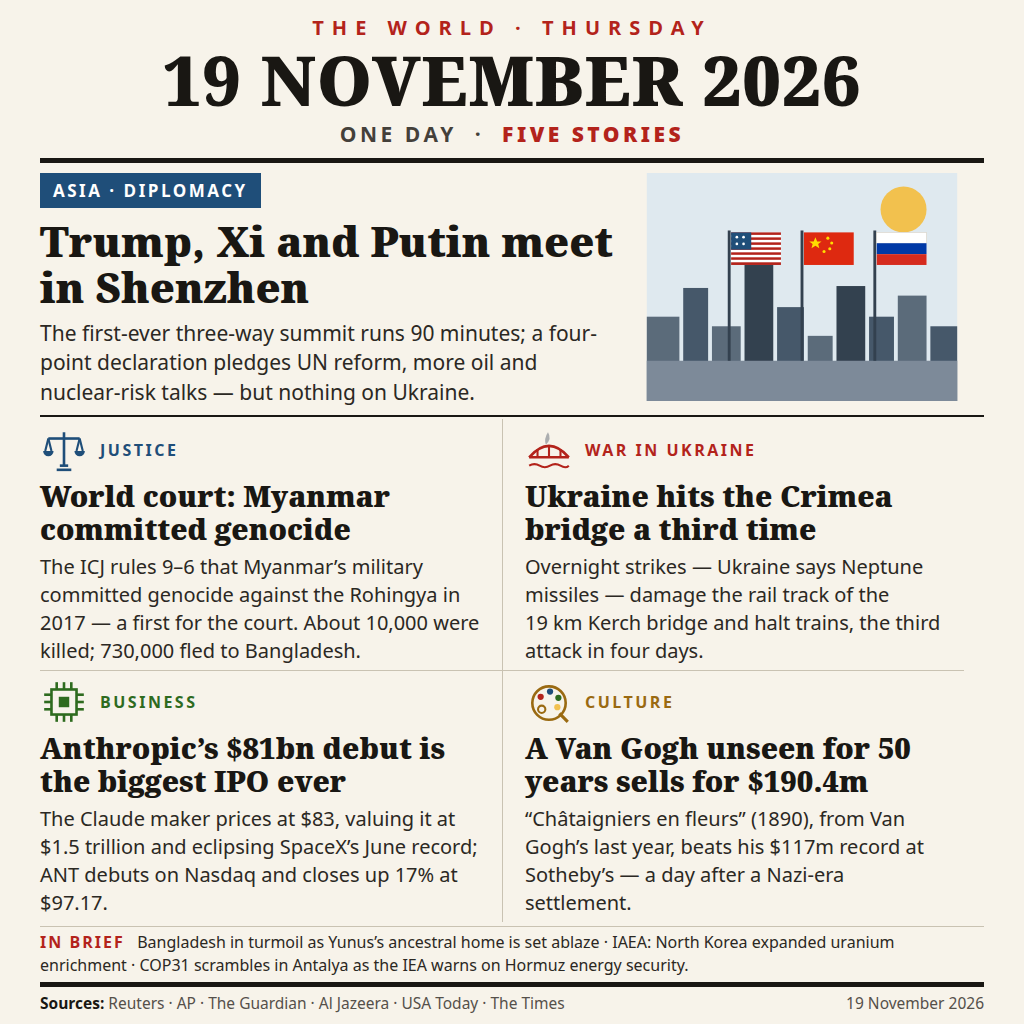 THE WORLD · THURSDAY
19 NOVEMBER 2026
ONE DAY · FIVE STORIES
ASIA · DIPLOMACY
Trump, Xi and Putin meet
in Shenzhen
The first-ever three-way summit runs 90 minutes; a four-
point declaration pledges UN reform, more oil and
nuclear-risk talks — but nothing on Ukraine.
JUSTICE
World court: Myanmar
committed genocide
The ICJ rules 9–6 that Myanmar’s military
committed genocide against the Rohingya in
2017 — a first for the court. About 10,000 were
killed; 730,000 fled to Bangladesh.
WAR IN UKRAINE
Ukraine hits the Crimea
bridge a third time
Overnight strikes — Ukraine says Neptune
missiles — damage the rail track of the
19 km Kerch bridge and halt trains, the third
attack in four days.
BUSINESS
Anthropic’s $81bn debut is
the biggest IPO ever
The Claude maker prices at $83, valuing it at
$1.5 trillion and eclipsing SpaceX’s June record;
ANT debuts on Nasdaq and closes up 17% at
$97.17.
CULTURE
A Van Gogh unseen for 50
years sells for $190.4m
“Châtaigniers en fleurs” (1890), from Van
Gogh’s last year, beats his $117m record at
Sotheby’s — a day after a Nazi-era
settlement.
IN BRIEF Bangladesh in turmoil as Yunus’s ancestral home is set ablaze · IAEA: North Korea expanded uranium
enrichment · COP31 scrambles in Antalya as the IEA warns on Hormuz energy security.
Sources: Reuters · AP · The Guardian · Al Jazeera · USA Today · The Times
19 November 2026